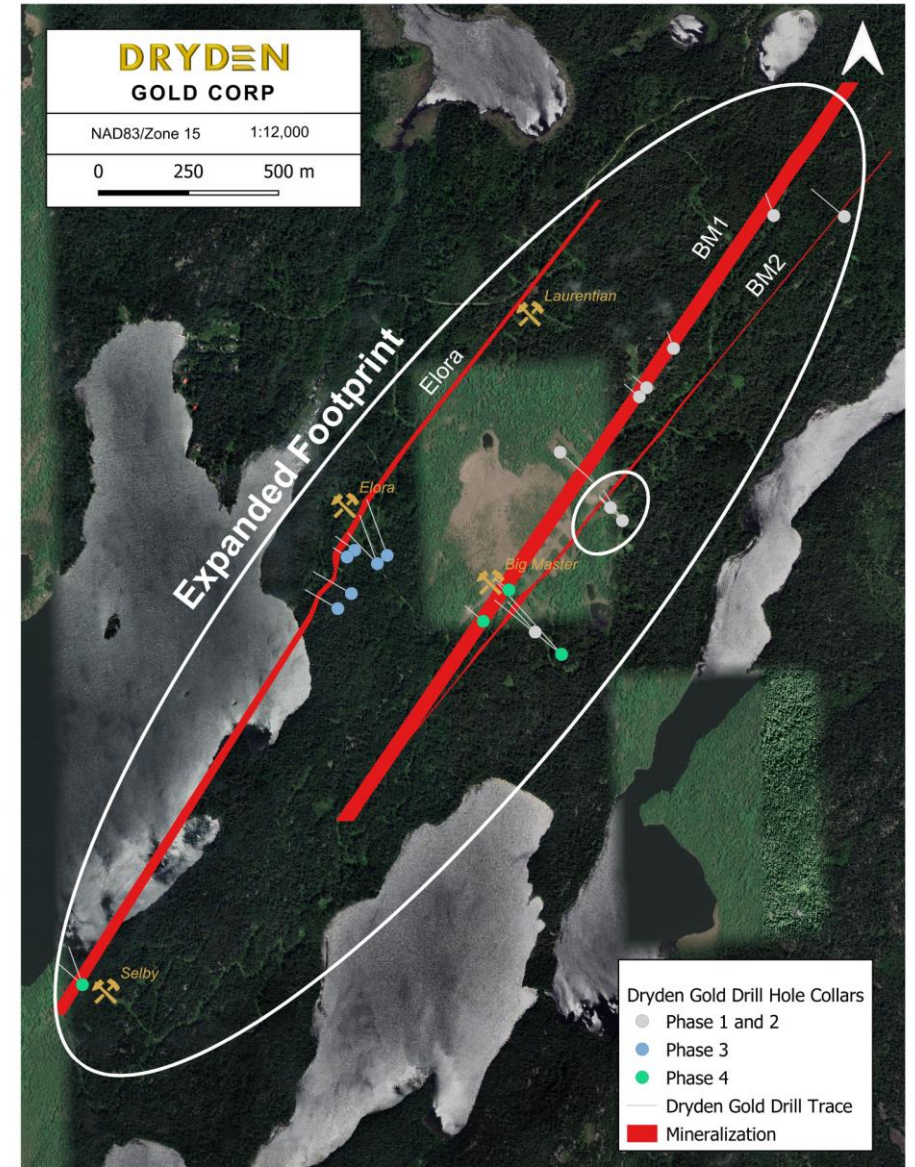 DRYDEN
GOLD CORP
NAD83/Zone 15 1:12,000
0 250 500 m
BM1
BM2
Laurentian
Elora
Expanded Footprint
Elora
Big Master
Selby
Dryden Gold Drill Hole Collars
Phase 1 and 2
Phase 3
Phase 4
Dryden Gold Drill Trace
Mineralization